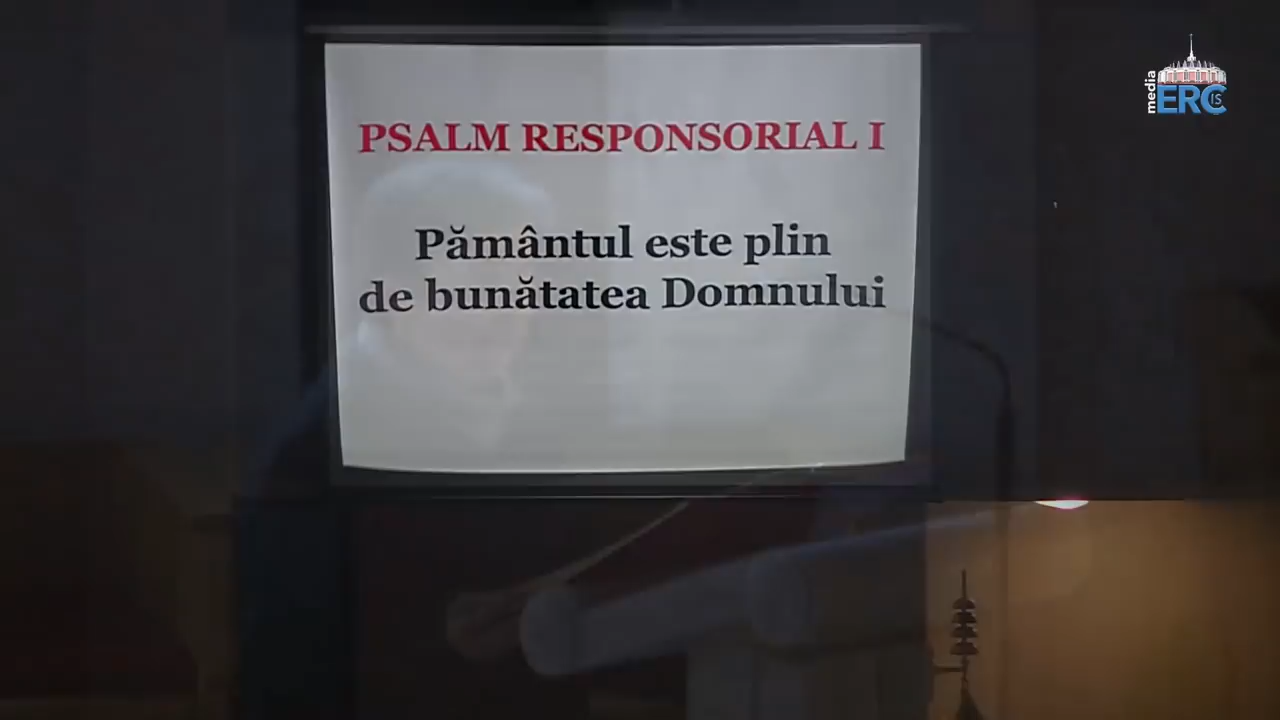 PSALM RESPONSORIAL I
Pământul este plin
de bunătatea Domnului
media
ERC
IS